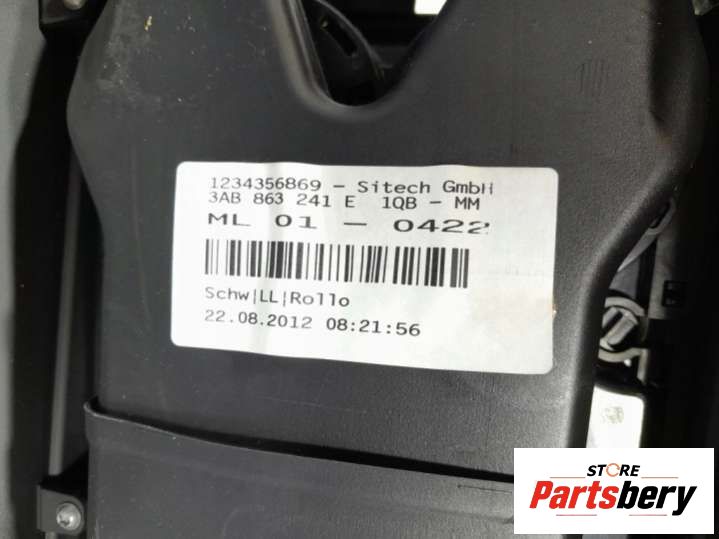 1234356869 - Sitech GmbH
3AB 863 241 E 1QB - MM
ML 01 - 0422
Schw|LL|Rollo
22.08.2012 08:21:56
STORE
Partsbery